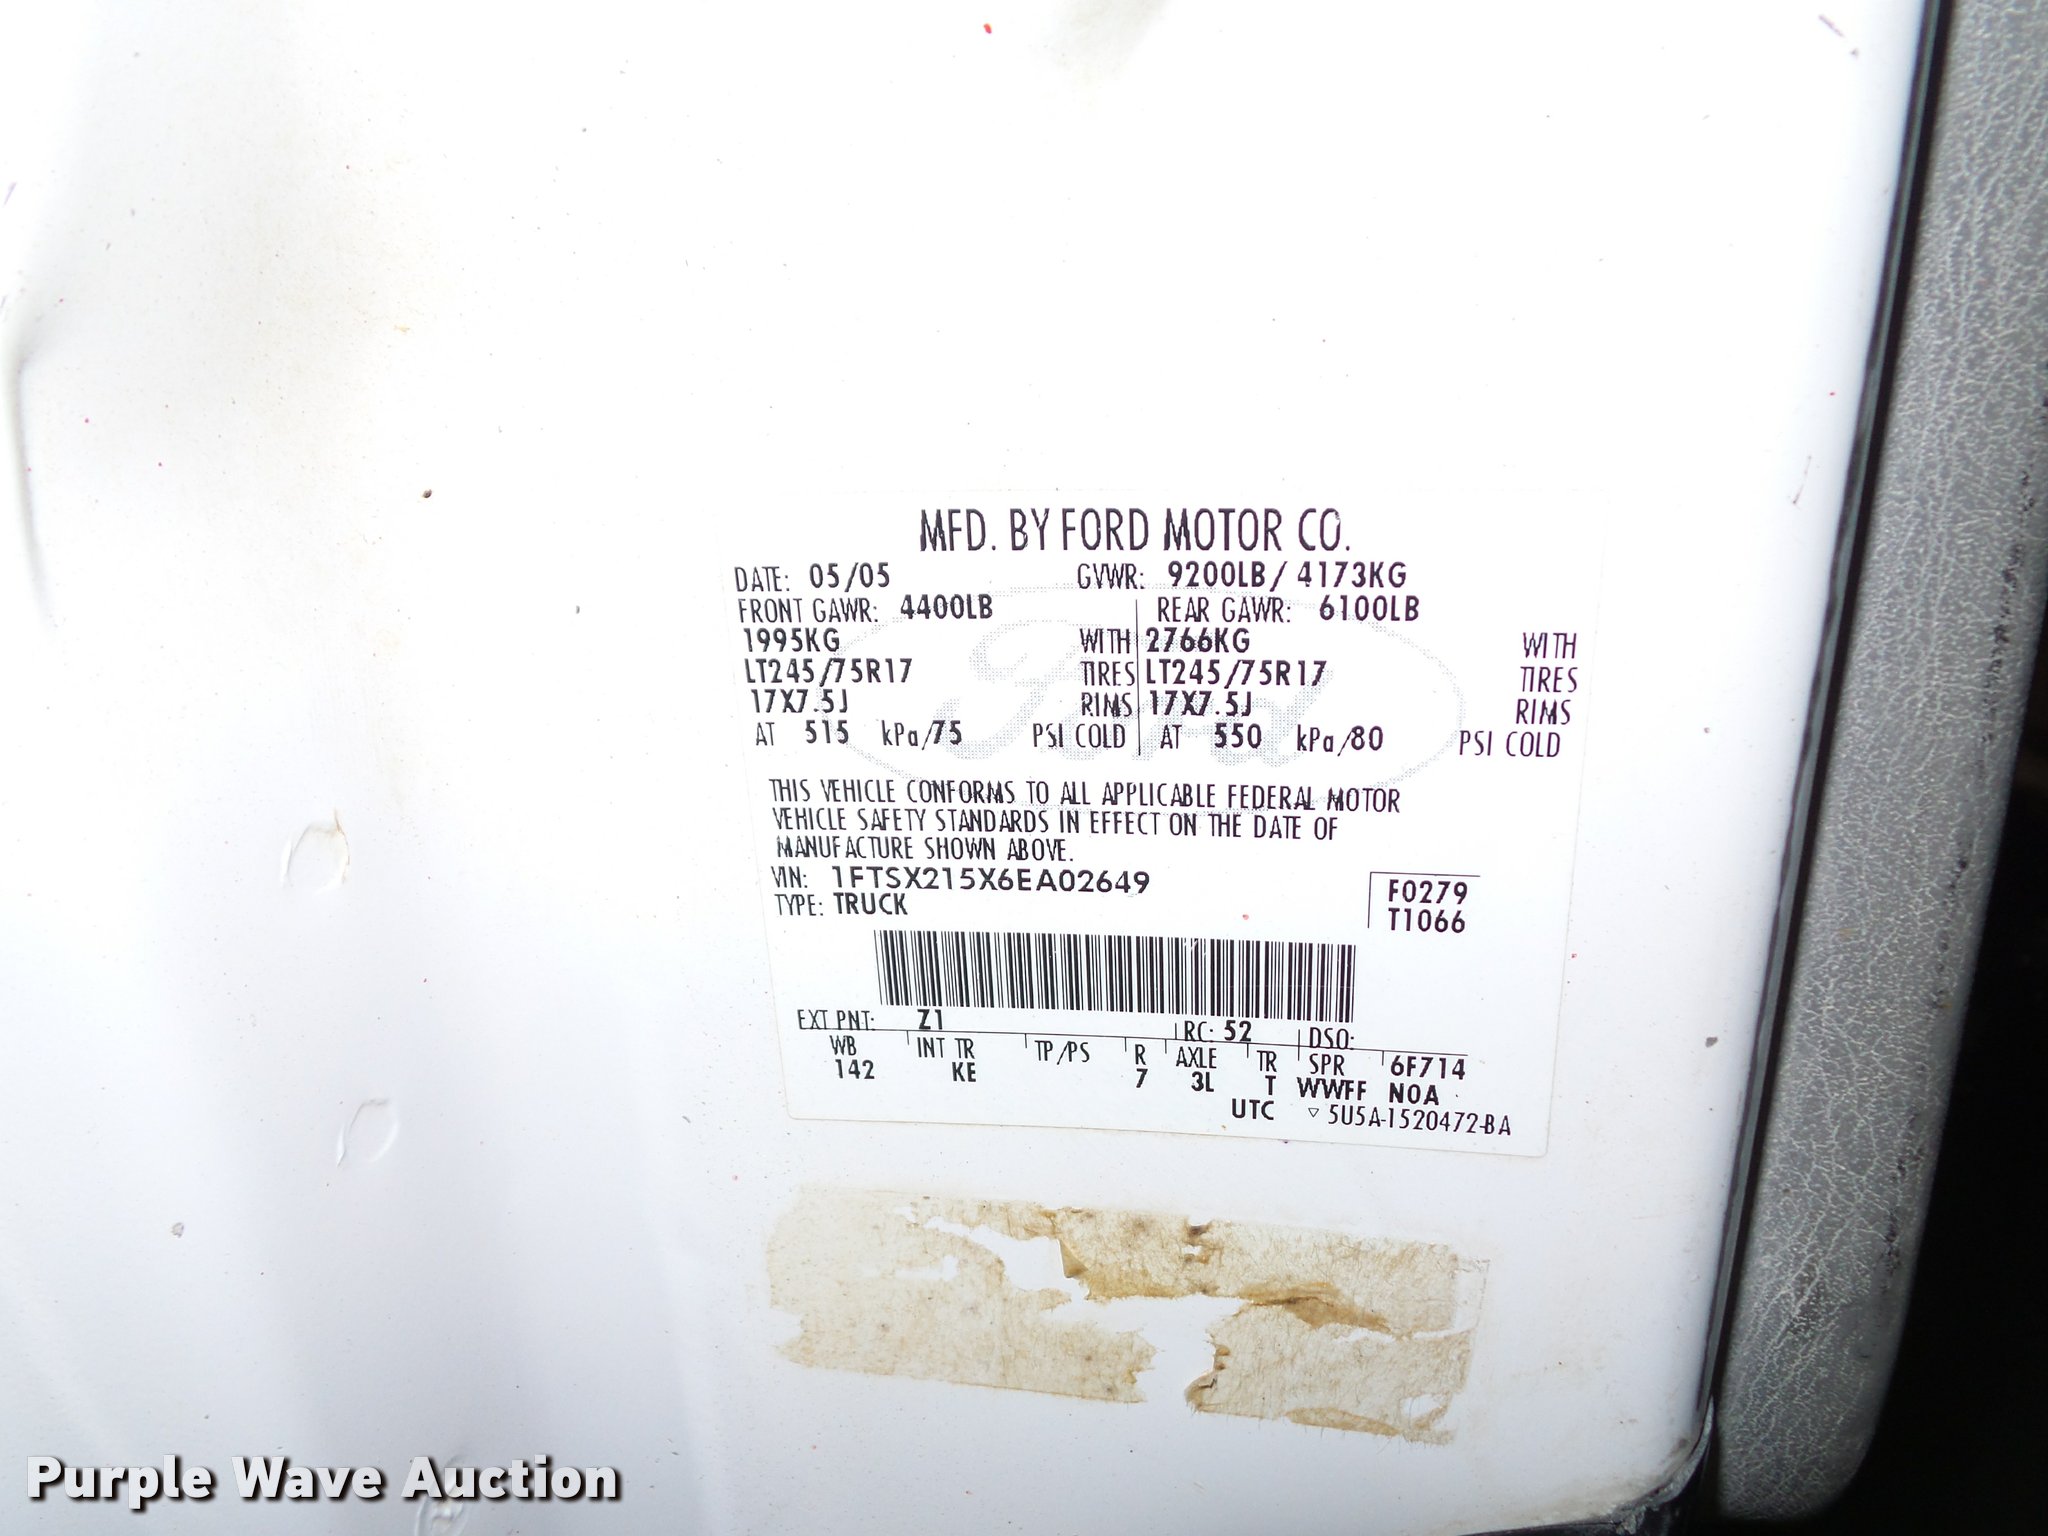 MFD. BY FORD MOTOR CO.
DATE: 05/05 GVWR: 9200LB/ 4173KG
FRONT GAWR: 4400LB REAR GAWR: 6100LB
1995KG WITH 2766KG WITH
LT245/75R17 TIRES LT245/75R17 TIRES
17X7.5J RIMS 17X7.5J RIMS
AT 515 kPa/75 PSI COLD AT 550 kPa/80 PSI COLD
Ford
THIS VEHICLE CONFORMS TO ALL APPLICABLE FEDERAL MOTOR
VEHICLE SAFETY STANDARDS IN EFFECT ON THE DATE OF
MANUFACTURE SHOWN ABOVE.
VIN: 1FTSX215X6EA02649 F0279
TYPE: TRUCK T1066
EXT PNT: Z1 RC: 52 DSO:
WB INT TR TP/PS R AXLE TR SPR 6F714
142 KE 7 3L T WWFF N0A
UTC ▽ 5U5A-1520472-BA
Purple Wave Auction